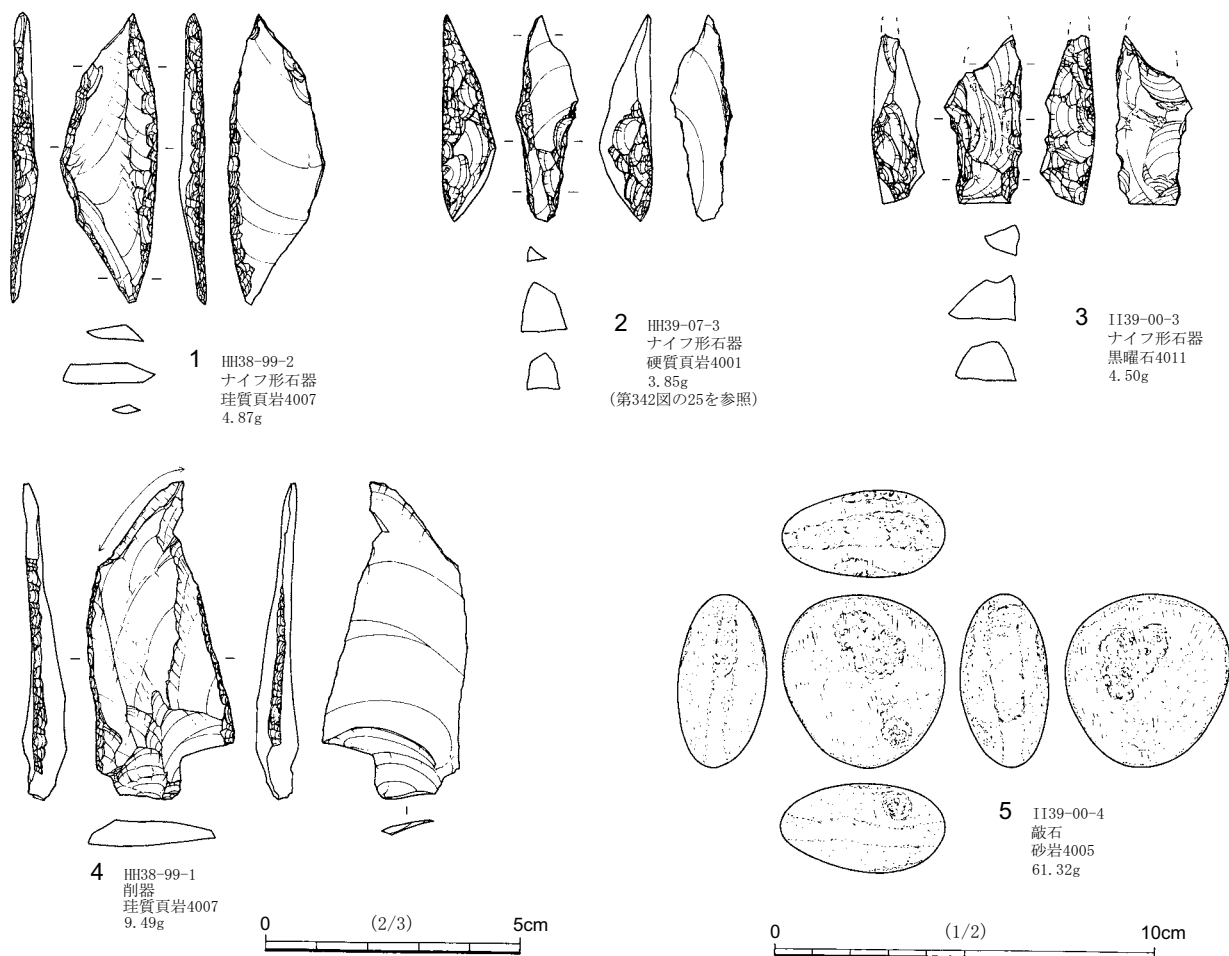 1
HH38-99-2
ナイフ形石器
珪質頁岩4007
4.87g
2
HH39-07-3
ナイフ形石器
硬質頁岩4001
3.85g
(第342図の25を参照)
3
II39-00-3
ナイフ形石器
黒曜石4011
4.50g
4
HH38-99-1
削器
珪質頁岩4007
9.49g
5
II39-00-4
敲石
砂岩4005
61.32g
0 (2/3) 5cm
0 (1/2) 10cm